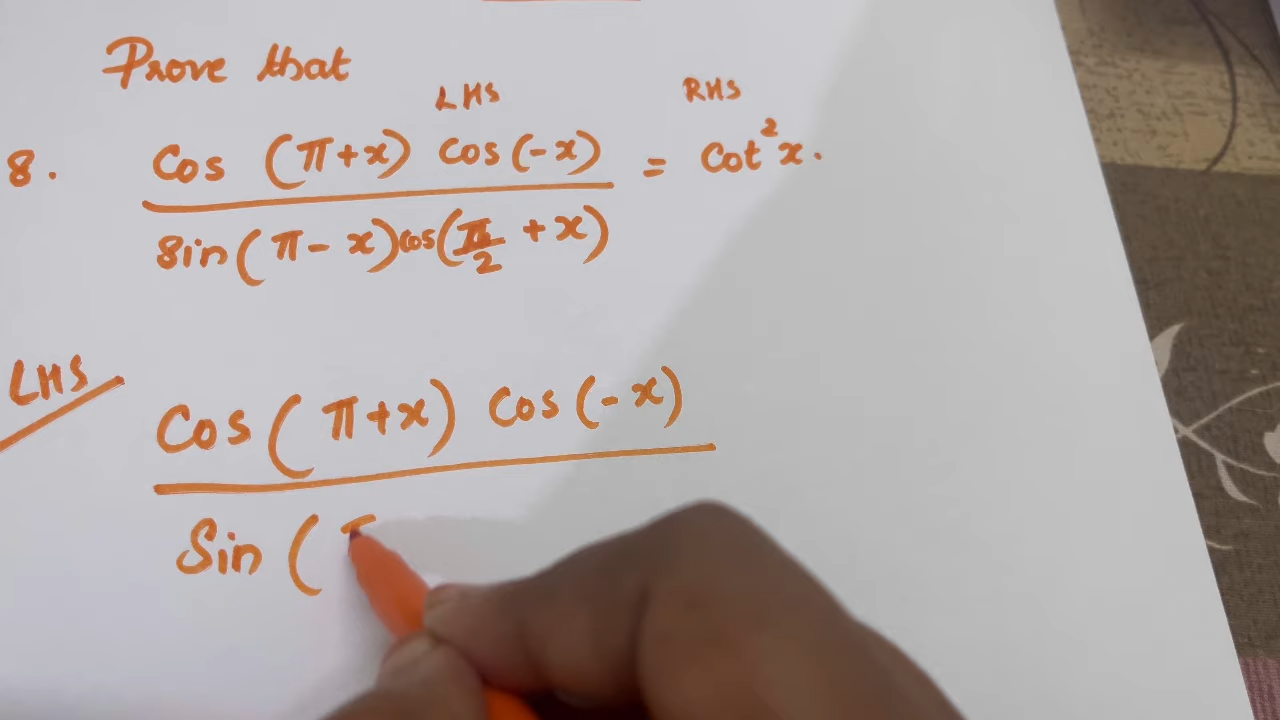 Prove that
LHS RHS
8. Cos (π+x) cos(-x) = cot²x.
Sin(π-x)cos(π/2 +x)
LHS
Cos(π+x) Cos(-x)
Sin (π